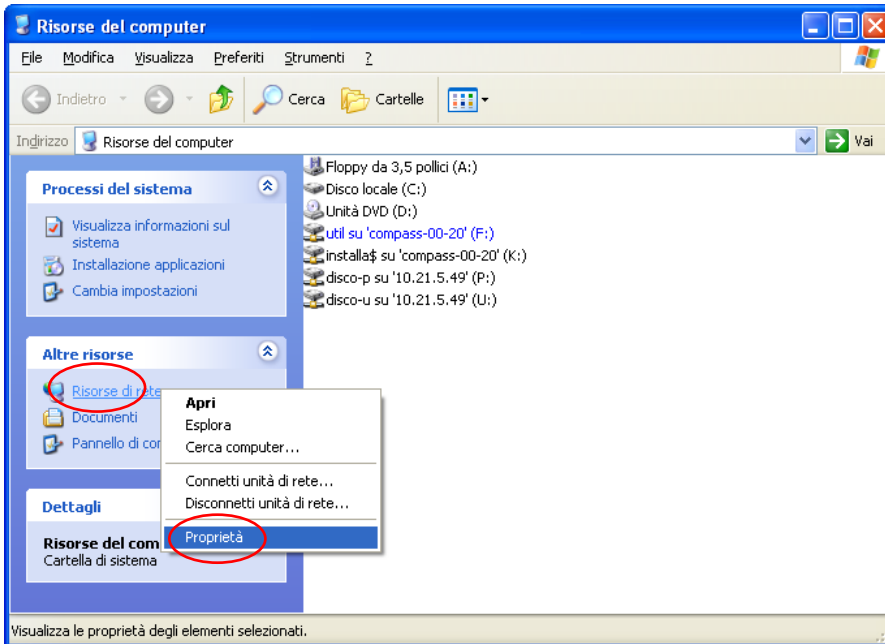 Risorse del computer
File Modifica Visualizza Preferiti Strumenti ?
Indietro Cerca Cartelle
Indirizzo Risorse del computer Vai
Processi del sistema
Visualizza informazioni sul
sistema
Installazione applicazioni
Cambia impostazioni
Altre risorse
Risorse di rete
Documenti
Pannello di con
Dettagli
Risorse del com
Cartella di sistema
Floppy da 3,5 pollici (A:)
Disco locale (C:)
Unità DVD (D:)
util su 'compass-00-20' (F:)
installa$ su 'compass-00-20' (K:)
disco-p su '10.21.5.49' (P:)
disco-u su '10.21.5.49' (U:)
Apri
Esplora
Cerca computer...
Connetti unità di rete...
Disconnetti unità di rete...
Proprietà
Visualizza le proprietà degli elementi selezionati.